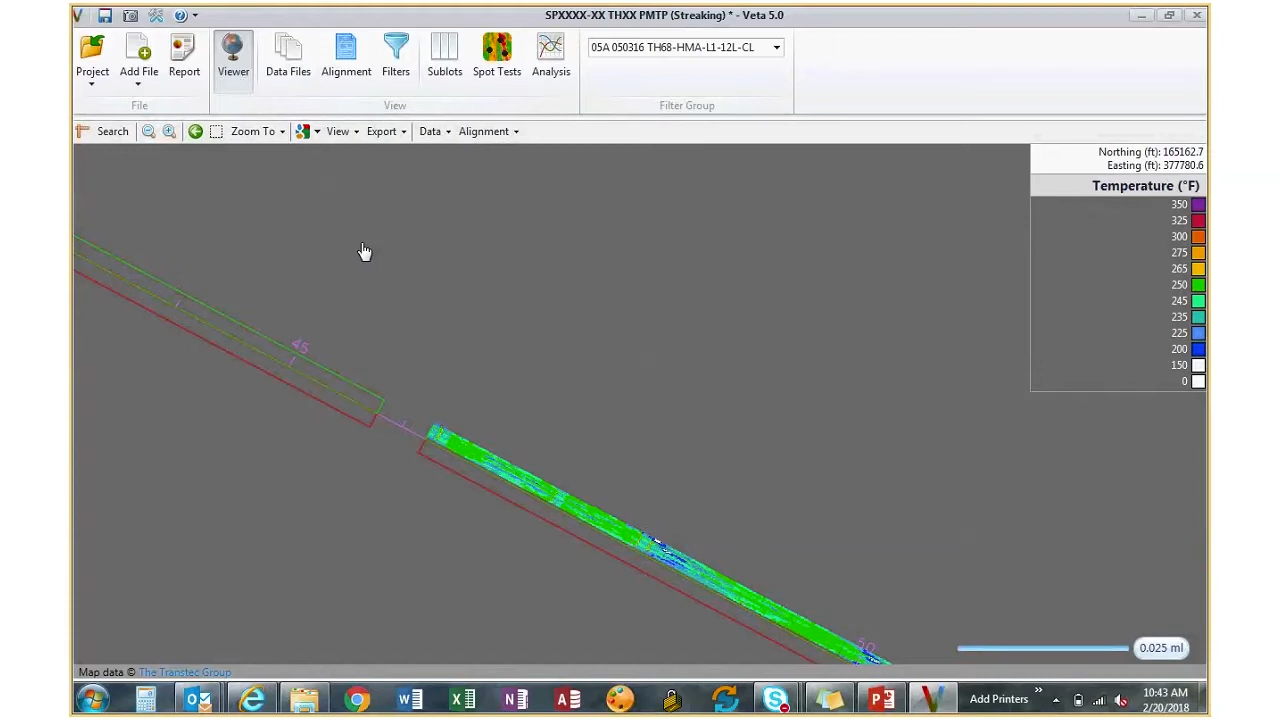 SPXXXX-XX THXX PMTP (Streaking) * - Veta 5.0
Project
Add File
Report
Viewer
Data Files
Alignment
Filters
Sublots
Spot Tests
Analysis
05A 050316 TH68-HMA-L1-12L-CL
File
View
Filter Group
Search
Zoom To
View
Export
Data
Alignment
Northing (ft): 165162.7
Easting (ft): 377780.6
Temperature (°F)
350
325
300
275
265
250
245
235
225
200
150
0
45
50
0.025 ml
Map data © The Transtec Group
Add Printers
10:43 AM
2/20/2018